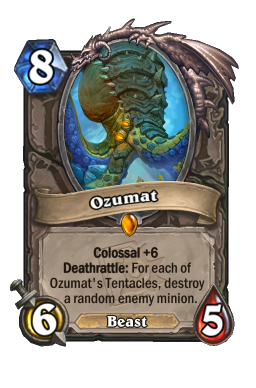 8
Ozumat
Colossal +6
Deathrattle: For each of
Ozumat's Tentacles, destroy
a random enemy minion.
6
Beast
5